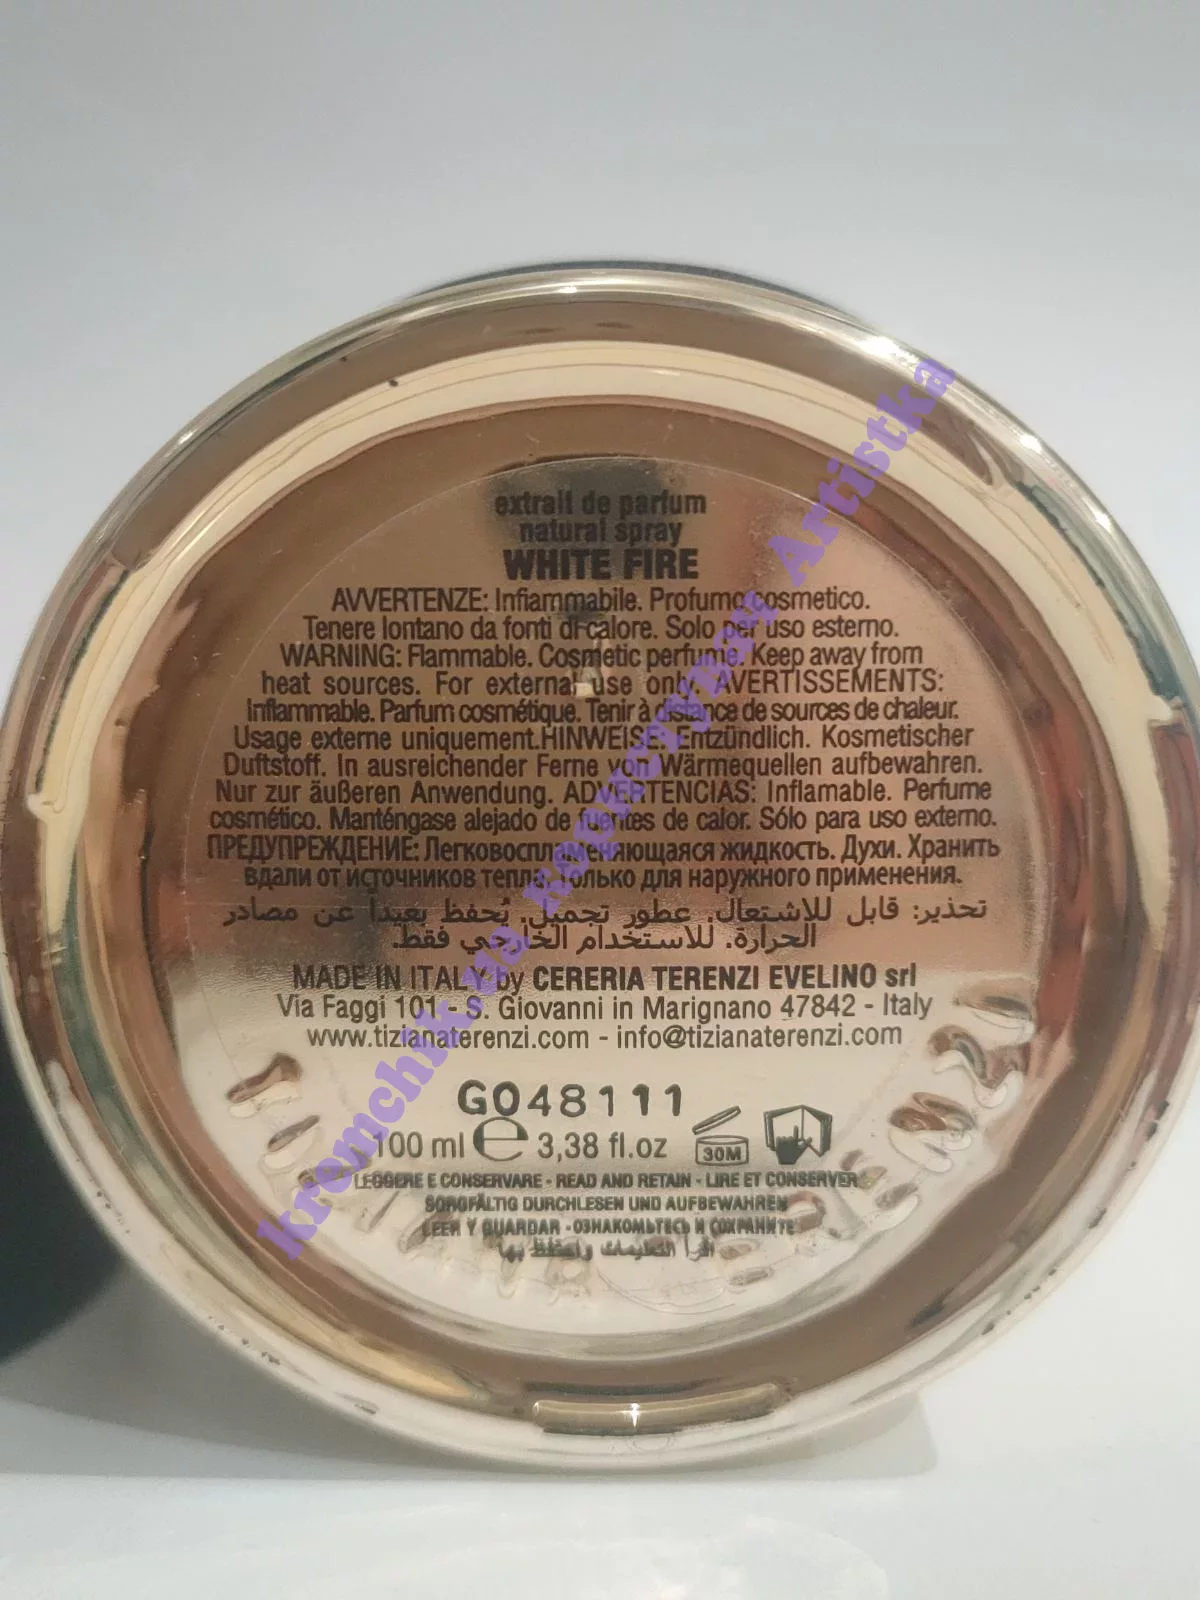 extrait de parfum
natural spray
WHITE FIRE
AVVERTENZE: Infiammabile. Profumo cosmetico.
Tenere lontano da fonti di calore. Solo per uso esterno.
WARNING: Flammable. Cosmetic perfume. Keep away from
heat sources. For external use only. AVERTISSEMENTS:
Inflammable. Parfum cosmétique. Tenir à distance de sources de chaleur.
Usage externe uniquement.HINWEISE: Entzündlich. Kosmetischer
Duftstoff. In ausreichender Ferne von Wärmequellen aufbewahren.
Nur zur äußeren Anwendung. ADVERTENCIAS: Inflamable. Perfume
cosmético. Manténgase alejado de fuentes de calor. Sólo para uso externo.
ПРЕДУПРЕЖДЕНИЕ: Легковоспламеняющаяся жидкость. Духи. Хранить
вдали от источников тепла. Только для наружного применения.
تحذير: قابل للاشتعال. عطور تجميل. يُحفظ بعيداً عن مصادر
الحرارة. للاستخدام الخارجي فقط.
MADE IN ITALY by CERERIA TERENZI EVELINO srl
Via Faggi 101 - S. Giovanni in Marignano 47842 - Italy
www.tizianaterenzi.com - info@tizianaterenzi.com
G048111
100 ml ℮ 3,38 fl.oz 30M
LEGGERE E CONSERVARE - READ AND RETAIN - LIRE ET CONSERVER
SORGFÄLTIG DURCHLESEN UND AUFBEWAHREN
LEER Y GUARDAR - ОЗНАКОМЬТЕСЬ И СОХРАНИТЕ
اقرأ التعليمات واحتفظ بها
kremchik.ua Artistka